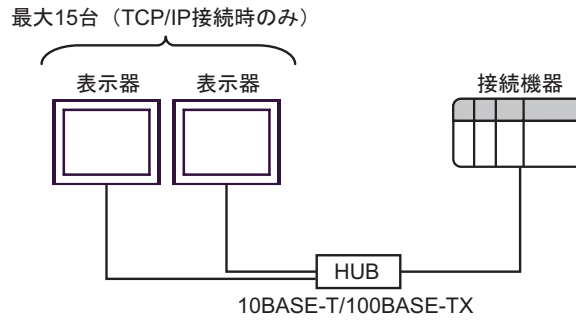 最大15台（TCP/IP接続時のみ）
表示器
表示器
接続機器
HUB
10BASE-T/100BASE-TX